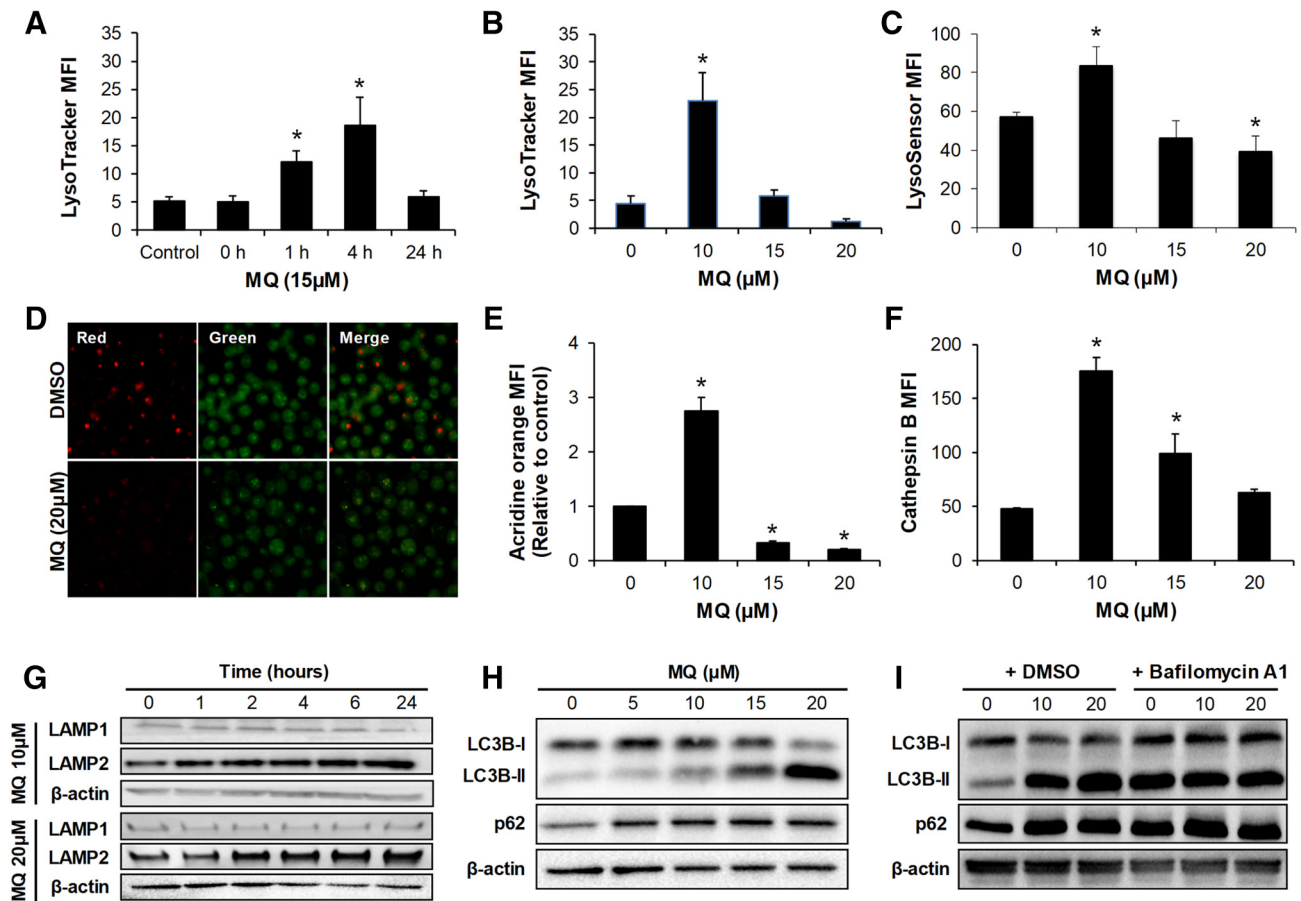 A
LysoTracker MFI
35
30
25
20
15
10
5
0
*
*
Control 0 h 1 h 4 h 24 h
MQ (15µM)
B
LysoTracker MFI
35
30
25
20
15
10
5
0
*
0 10 15 20
MQ (µM)
C
LysoSensor MFI
100
80
60
40
20
0
*
*
0 10 15 20
MQ (µM)
D
Red Green Merge
DMSO
MQ (20µM)
E
Acridine orange MFI
(Relative to control)
4
3
2
1
0
*
*
*
0 10 15 20
MQ (µM)
F
Cathepsin B MFI
200
150
100
50
0
*
*
0 10 15 20
MQ (µM)
G
Time (hours)
0 1 2 4 6 24
MQ 10µM
LAMP1
LAMP2
β-actin
MQ 20µM
LAMP1
LAMP2
β-actin
H
MQ (µM)
0 5 10 15 20
LC3B-I
LC3B-II
p62
β-actin
I
+ DMSO + Bafilomycin A1
0 10 20 0 10 20
LC3B-I
LC3B-II
p62
β-actin